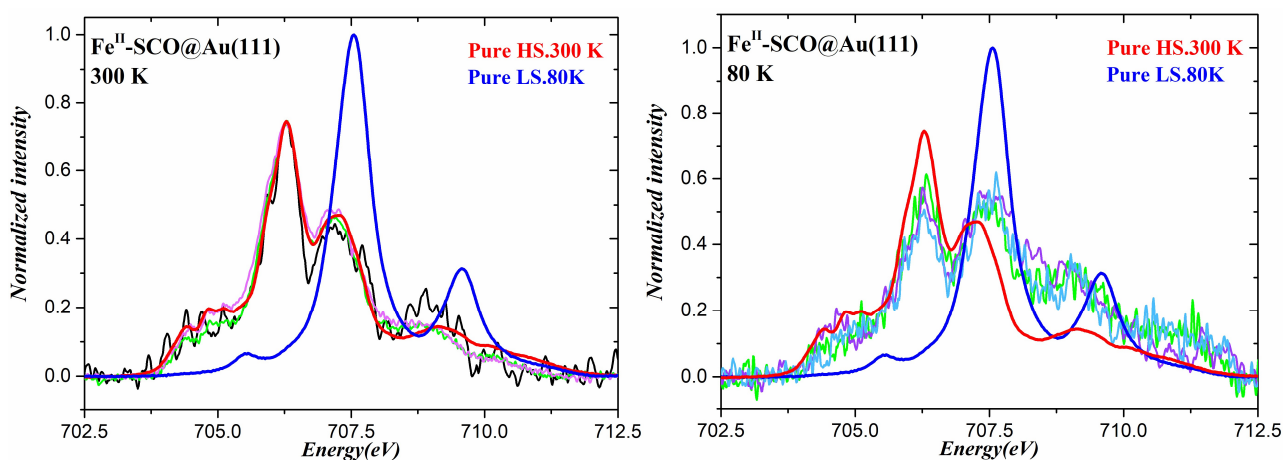 Fe^II-SCO@Au(111)
300 K
Pure HS.300 K
Pure LS.80K
Normalized intensity
1.0
0.8
0.6
0.4
0.2
0.0
702.5
705.0
707.5
710.0
712.5
Energy(eV)
Fe^II-SCO@Au(111)
80 K
Pure HS.300 K
Pure LS.80K
Normalized intensity
1.0
0.8
0.6
0.4
0.2
0.0
702.5
705.0
707.5
710.0
712.5
Energy(eV)